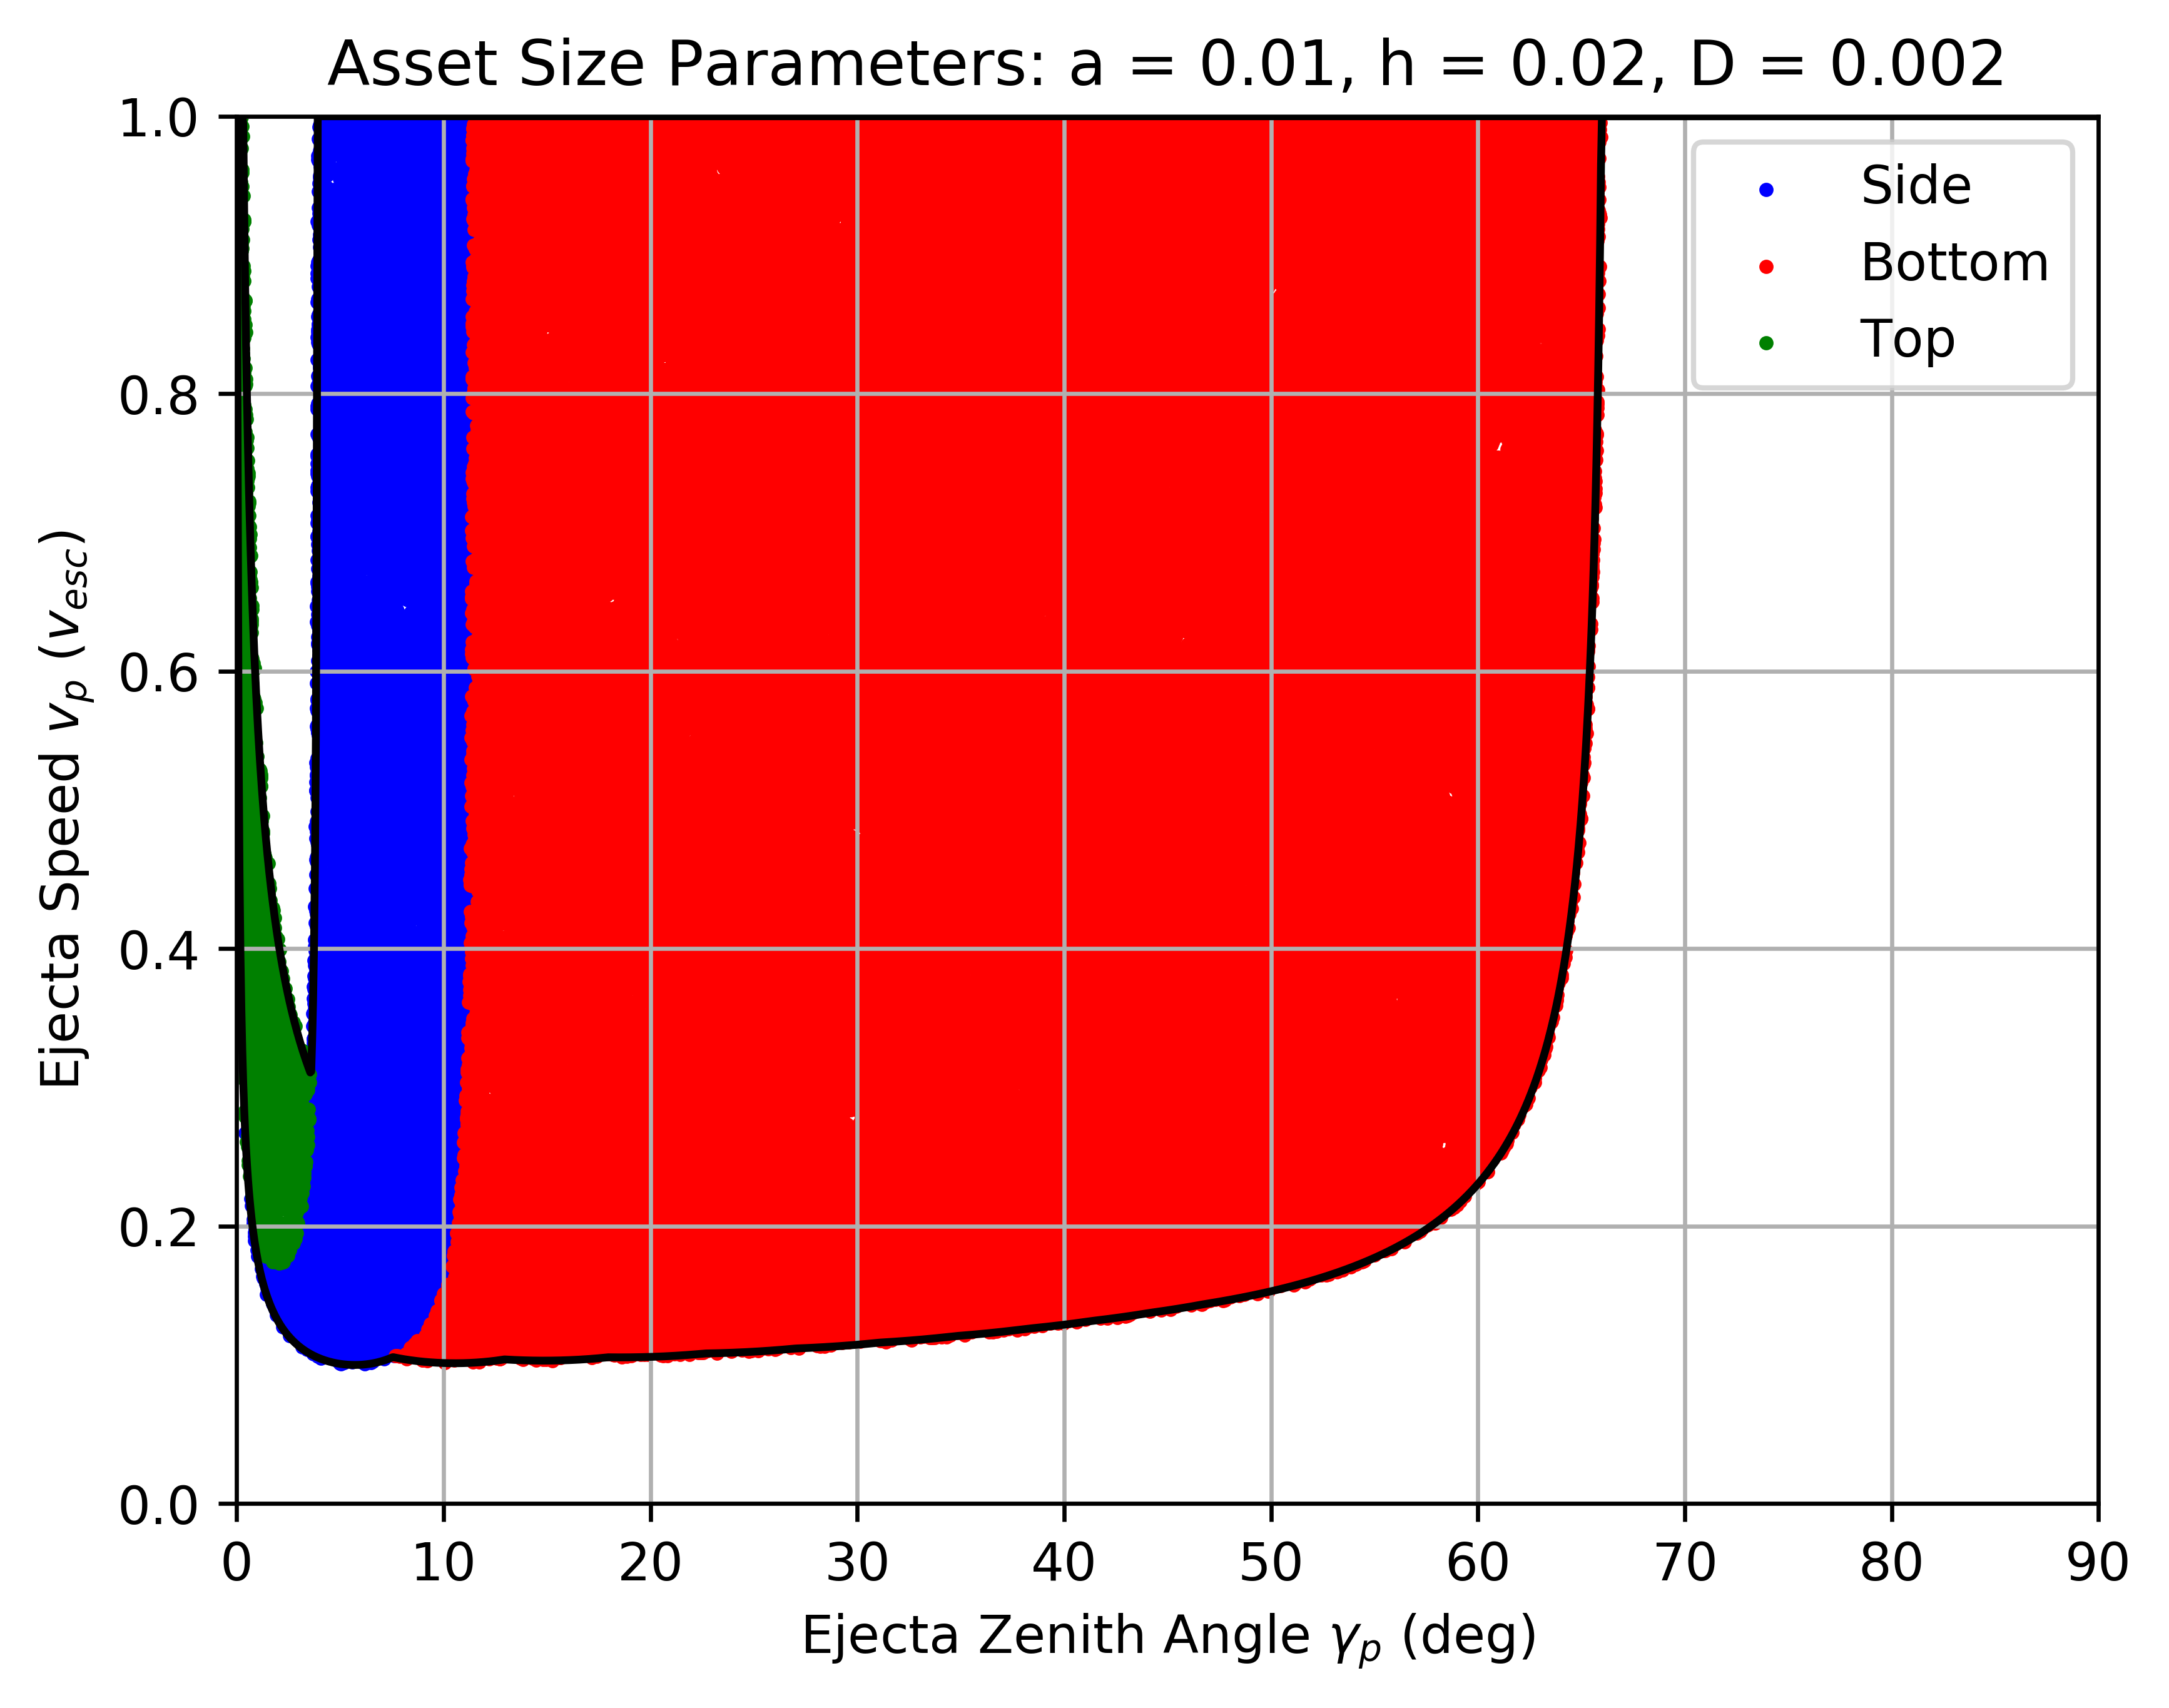 Asset Size Parameters: a = 0.01, h = 0.02, D = 0.002
1.0
0.8
0.6
0.4
0.2
0.0
Ejecta Speed v_p (v_esc)
Side
Bottom
Top
0 10 20 30 40 50 60 70 80 90
Ejecta Zenith Angle γ_p (deg)